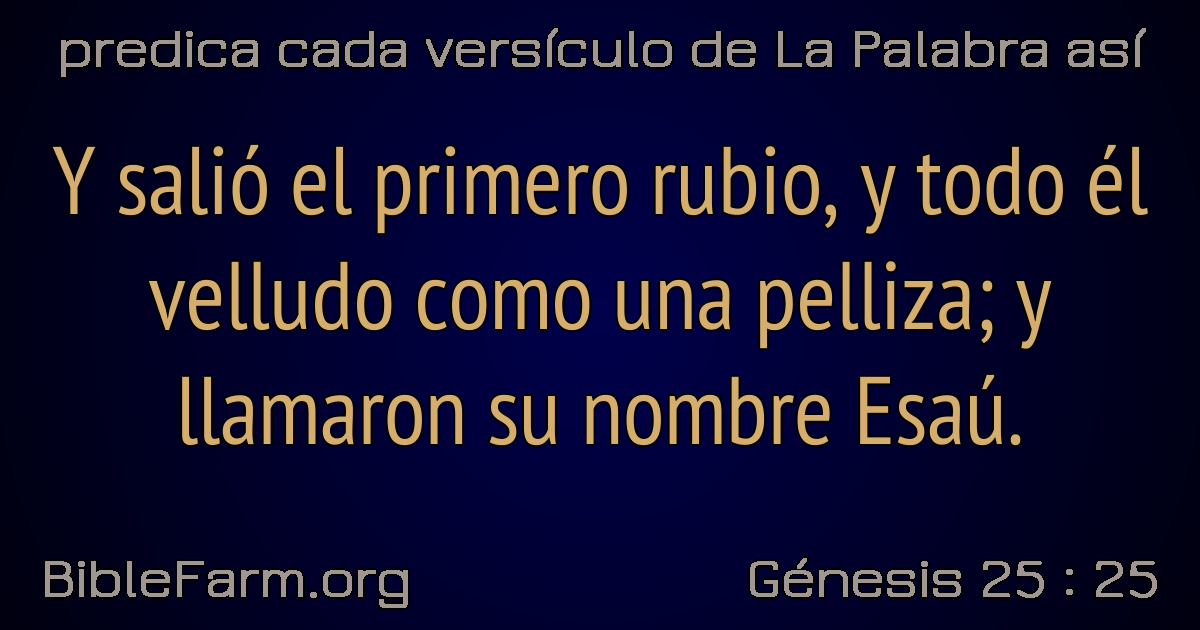 predica cada versículo de La Palabra así
Y salió el primero rubio, y todo él
velludo como una pelliza; y
llamaron su nombre Esaú.
BibleFarm.org
Génesis 25 : 25